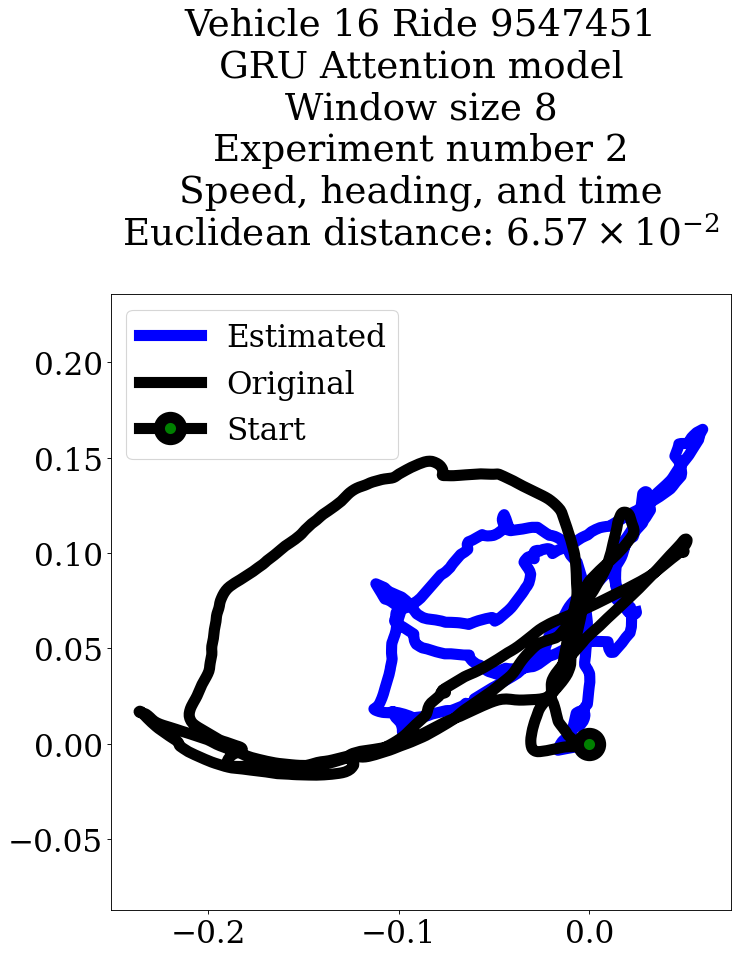 Vehicle 16 Ride 9547451
GRU Attention model
Window size 8
Experiment number 2
Speed, heading, and time
Euclidean distance: 6.57 × 10⁻²
Estimated
Original
Start
0.20
0.15
0.10
0.05
0.00
−0.05
−0.2
−0.1
0.0